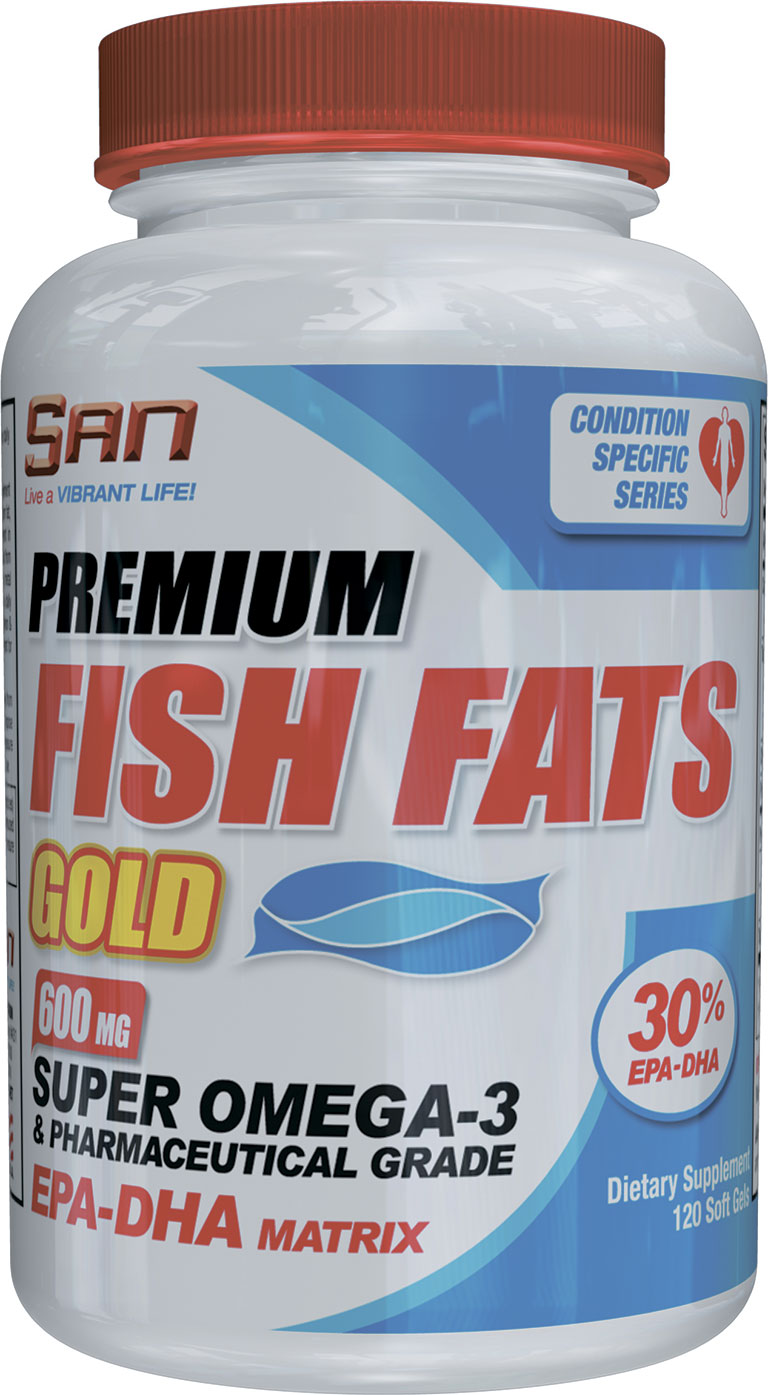 SAN
Live a VIBRANT LIFE!
CONDITION
SPECIFIC
SERIES
PREMIUM
FISH FATS
GOLD
600 MG
SUPER OMEGA-3
& PHARMACEUTICAL GRADE
EPA-DHA MATRIX
30%
EPA-DHA
Dietary Supplement
120 Soft Gels